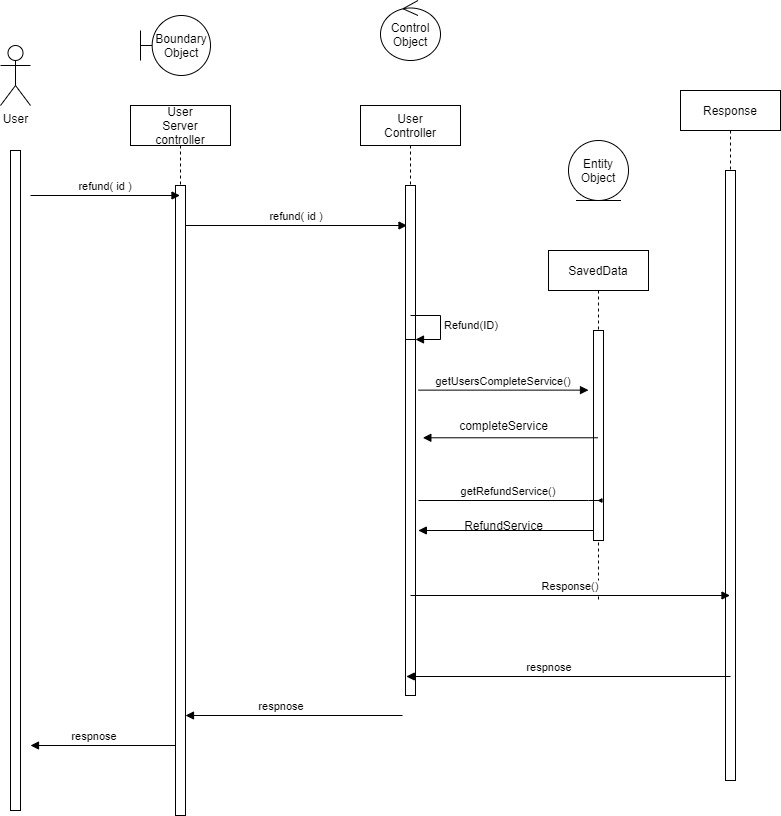 Boundary
Object
Control
Object
User
User
Server
controller
User
Controller
Response
Entity
Object
SavedData
refund( id )
refund( id )
Refund(ID)
getUsersCompleteService()
completeService
getRefundService()
RefundService
Response()
respnose
respnose
respnose